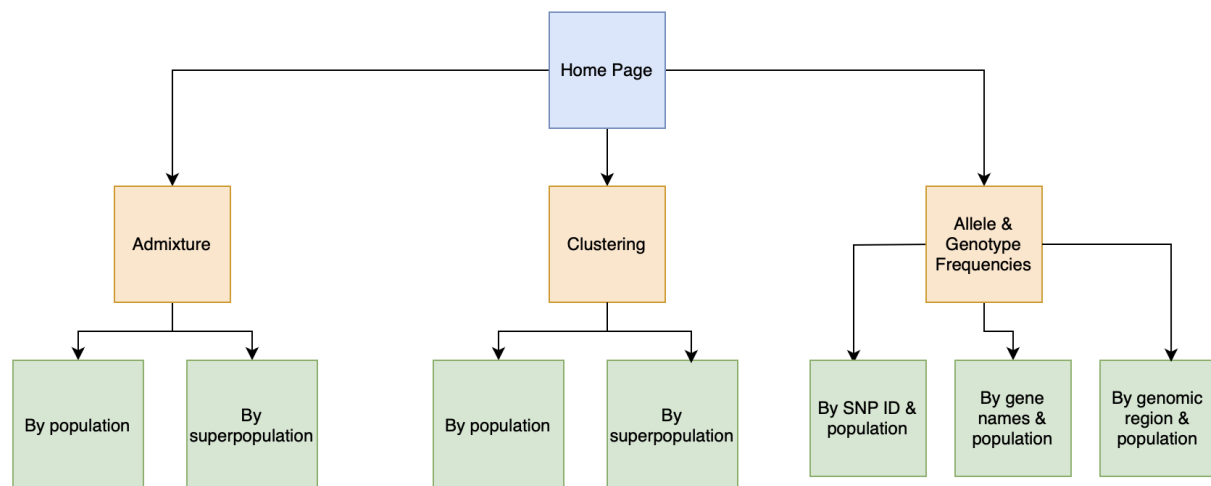 Home Page
Admixture
Clustering
Allele &
Genotype
Frequencies
By population
By
superpopulation
By population
By
superpopulation
By SNP ID &
population
By gene
names &
population
By genomic
region &
population